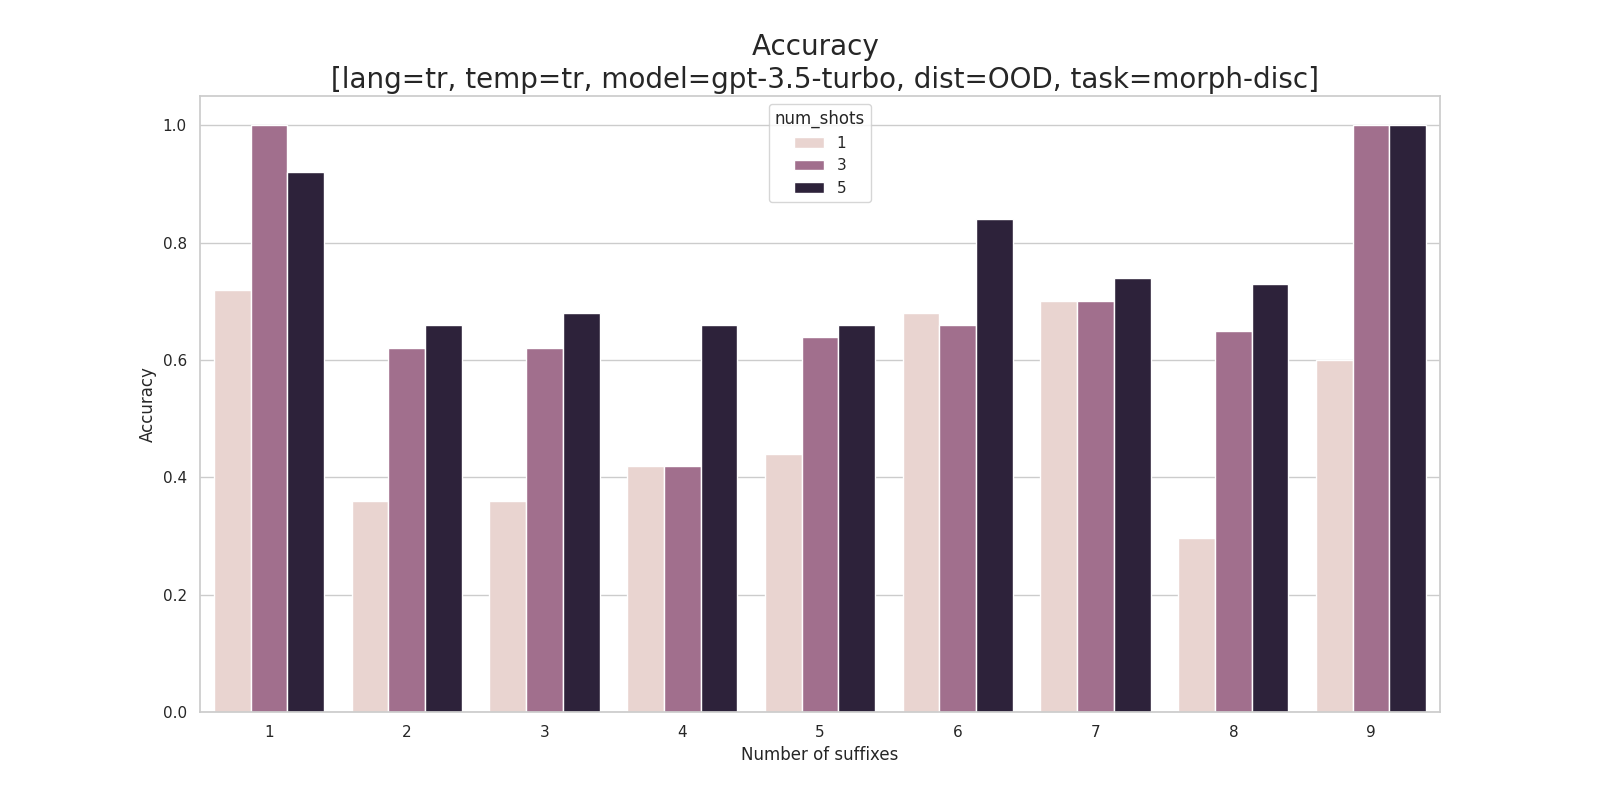 Accuracy
[lang=tr, temp=tr, model=gpt-3.5-turbo, dist=OOD, task=morph-disc]
num_shots
1
3
5
1.0
0.8
0.6
0.4
0.2
0.0
Accuracy
1 2 3 4 5 6 7 8 9
Number of suffixes